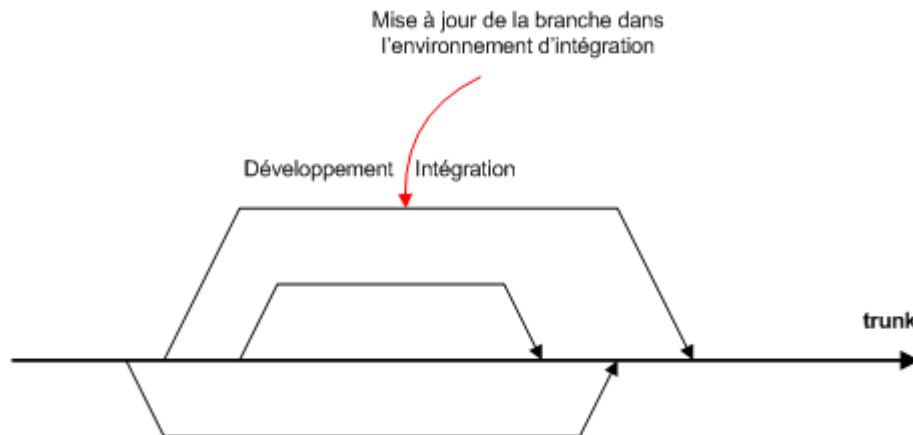 Mise à jour de la branche dans
l'environnement d'intégration
Développement
Intégration
trunk